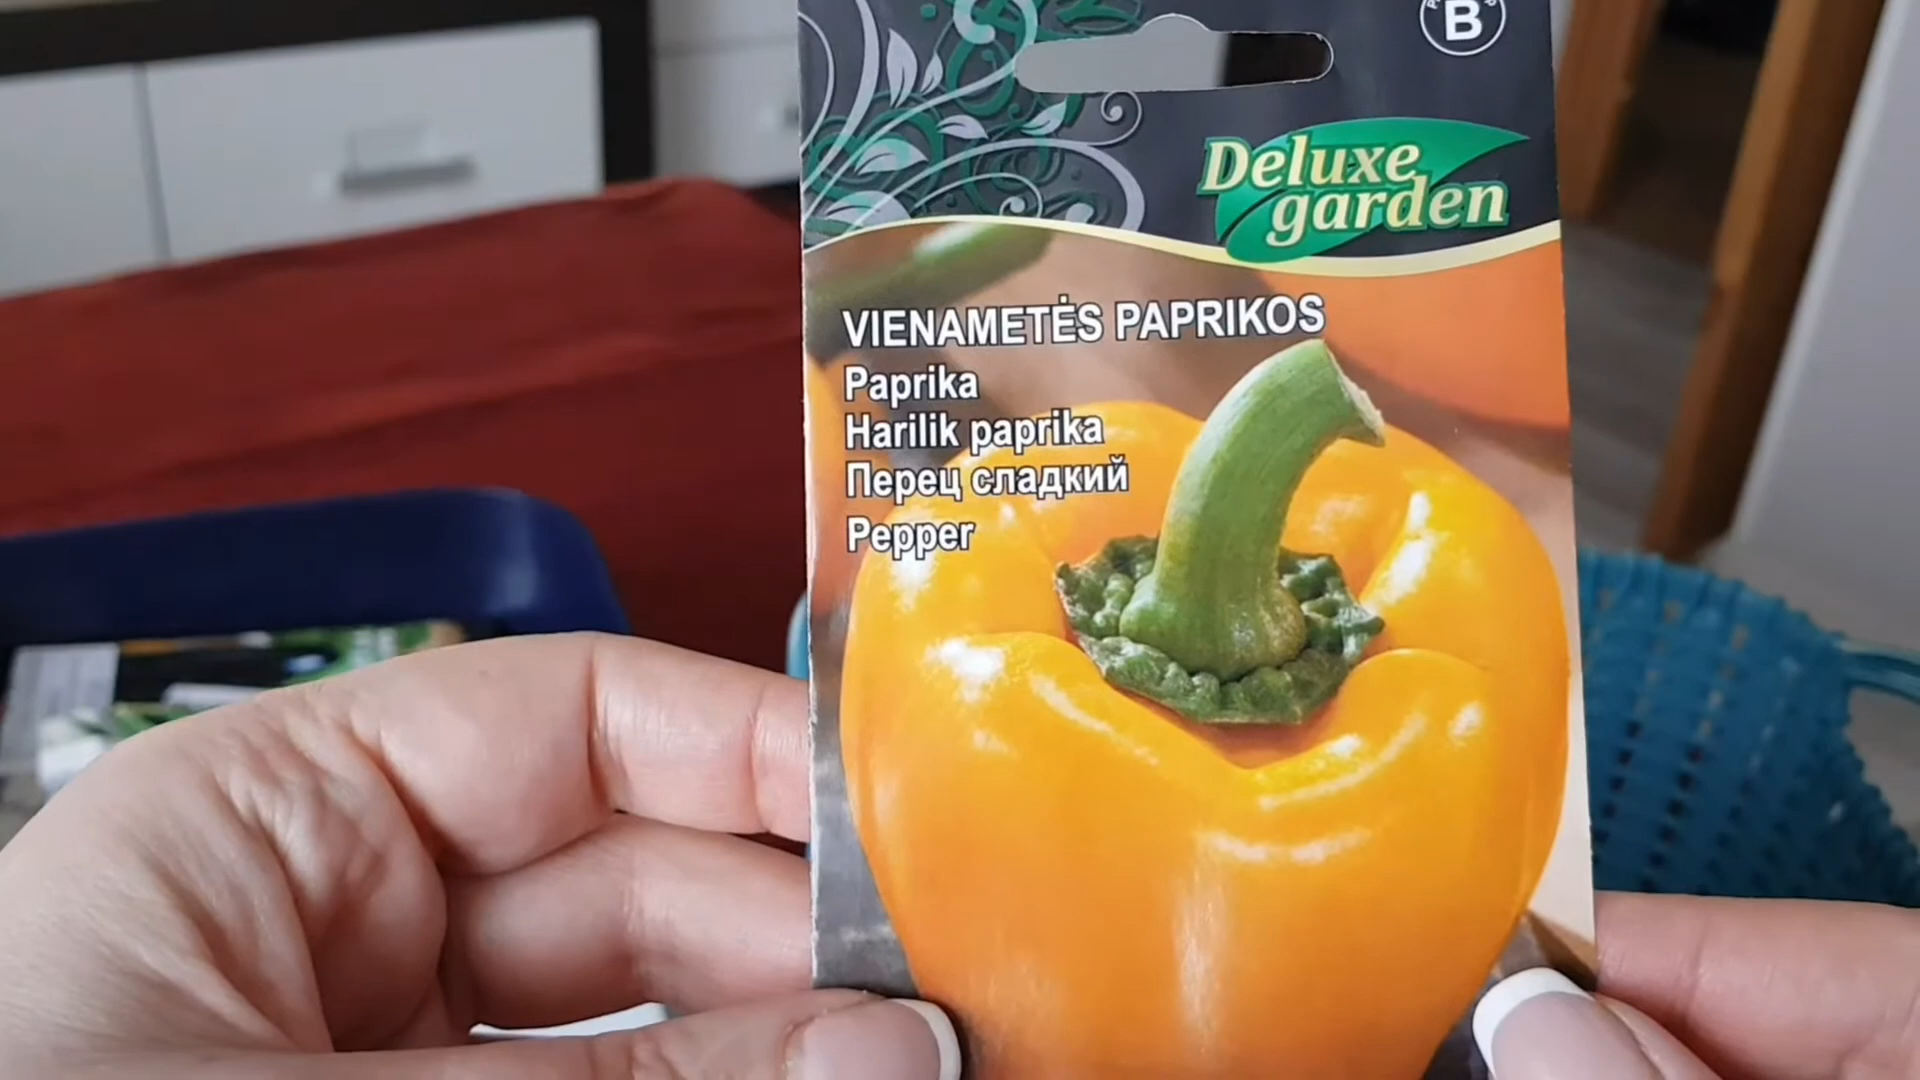 B
Deluxe
garden
VIENAMETĖS PAPRIKOS
Paprika
Harilik paprika
Перец сладкий
Pepper